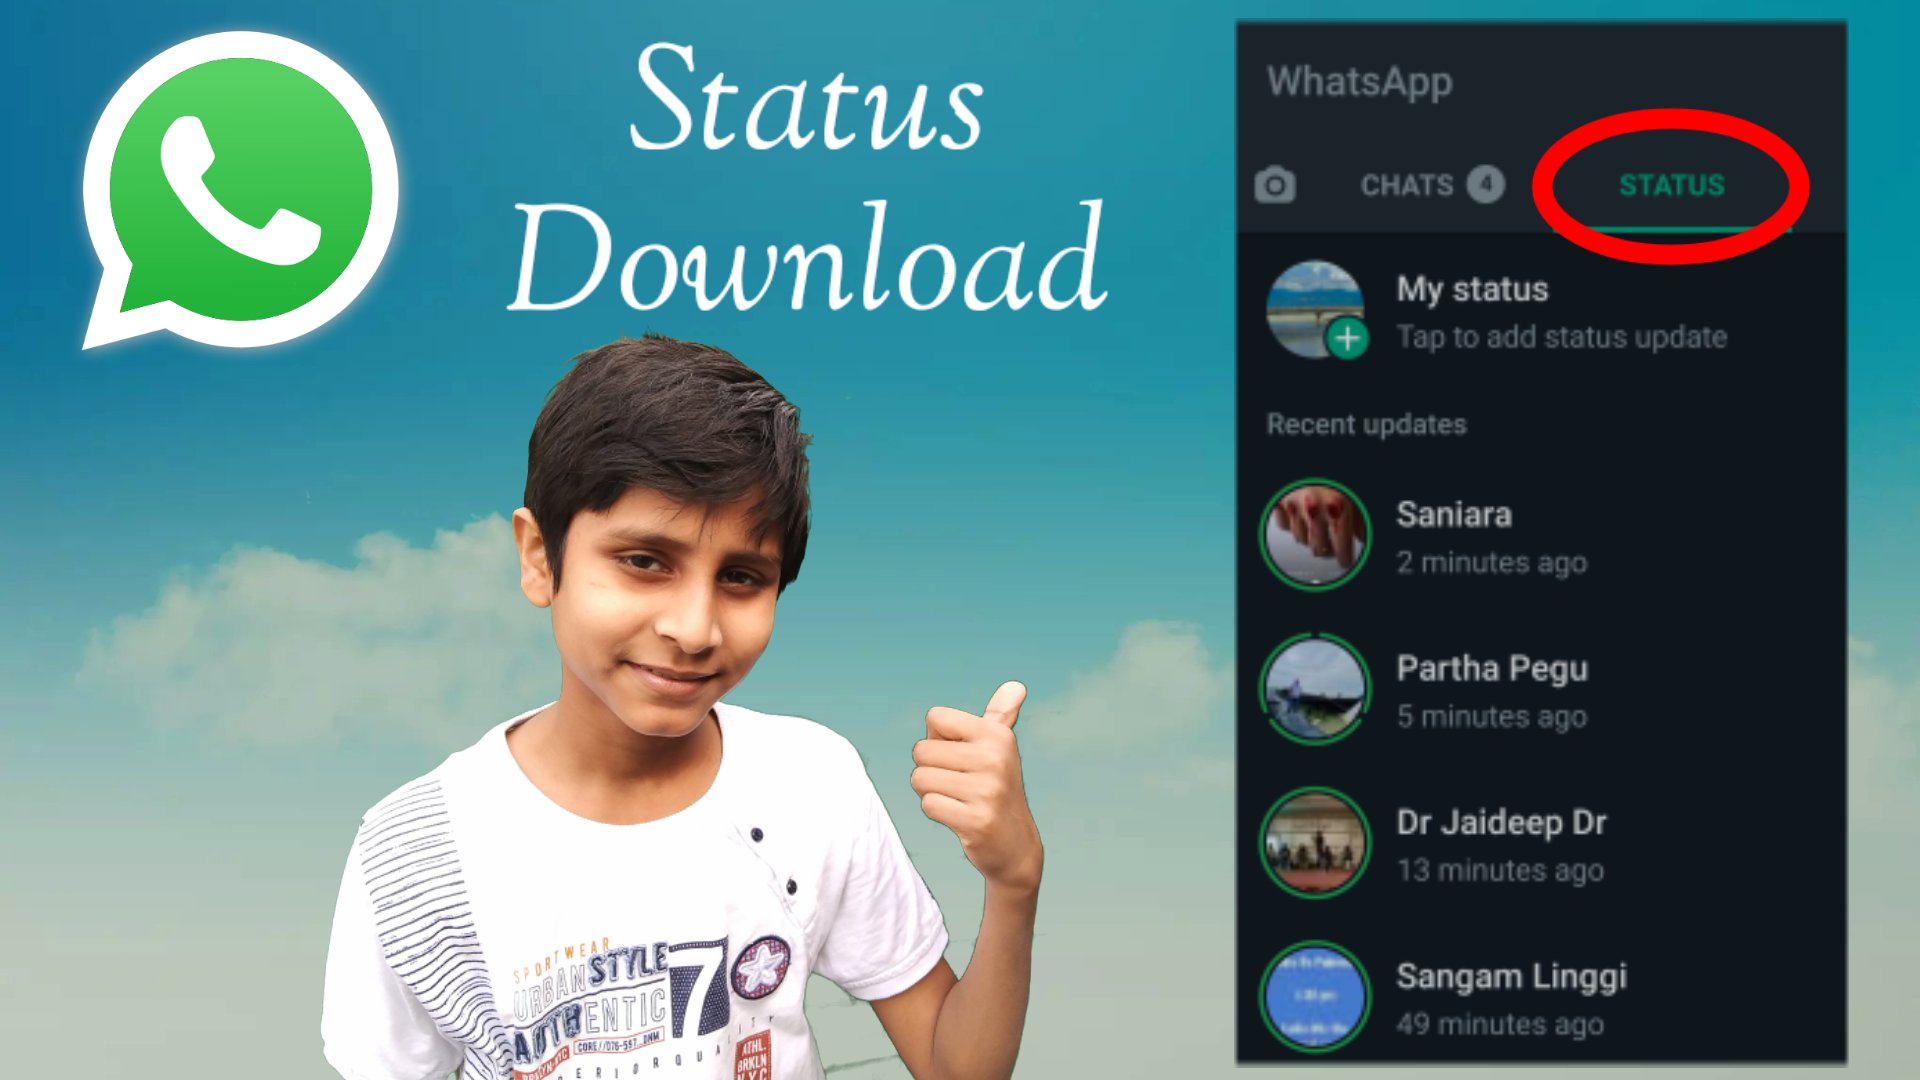 Status
Download
WhatsApp
CHATS 4 STATUS
My status
Tap to add status update
Recent updates
Saniara
2 minutes ago
Partha Pegu
5 minutes ago
Dr Jaideep Dr
13 minutes ago
Sangam Linggi
49 minutes ago
SPORTWEAR
URBANSTYLE
AUTHENTIC
7
ATHL.
BRKLN